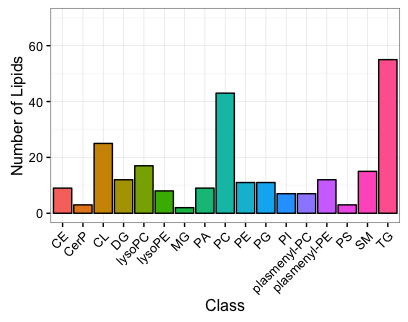 Number of Lipids
60
40
20
0
CE
CerP
CL
DG
lysoPC
lysoPE
MG
PA
PC
PE
PG
PI
plasmenyl-PC
plasmenyl-PE
PS
SM
TG
Class